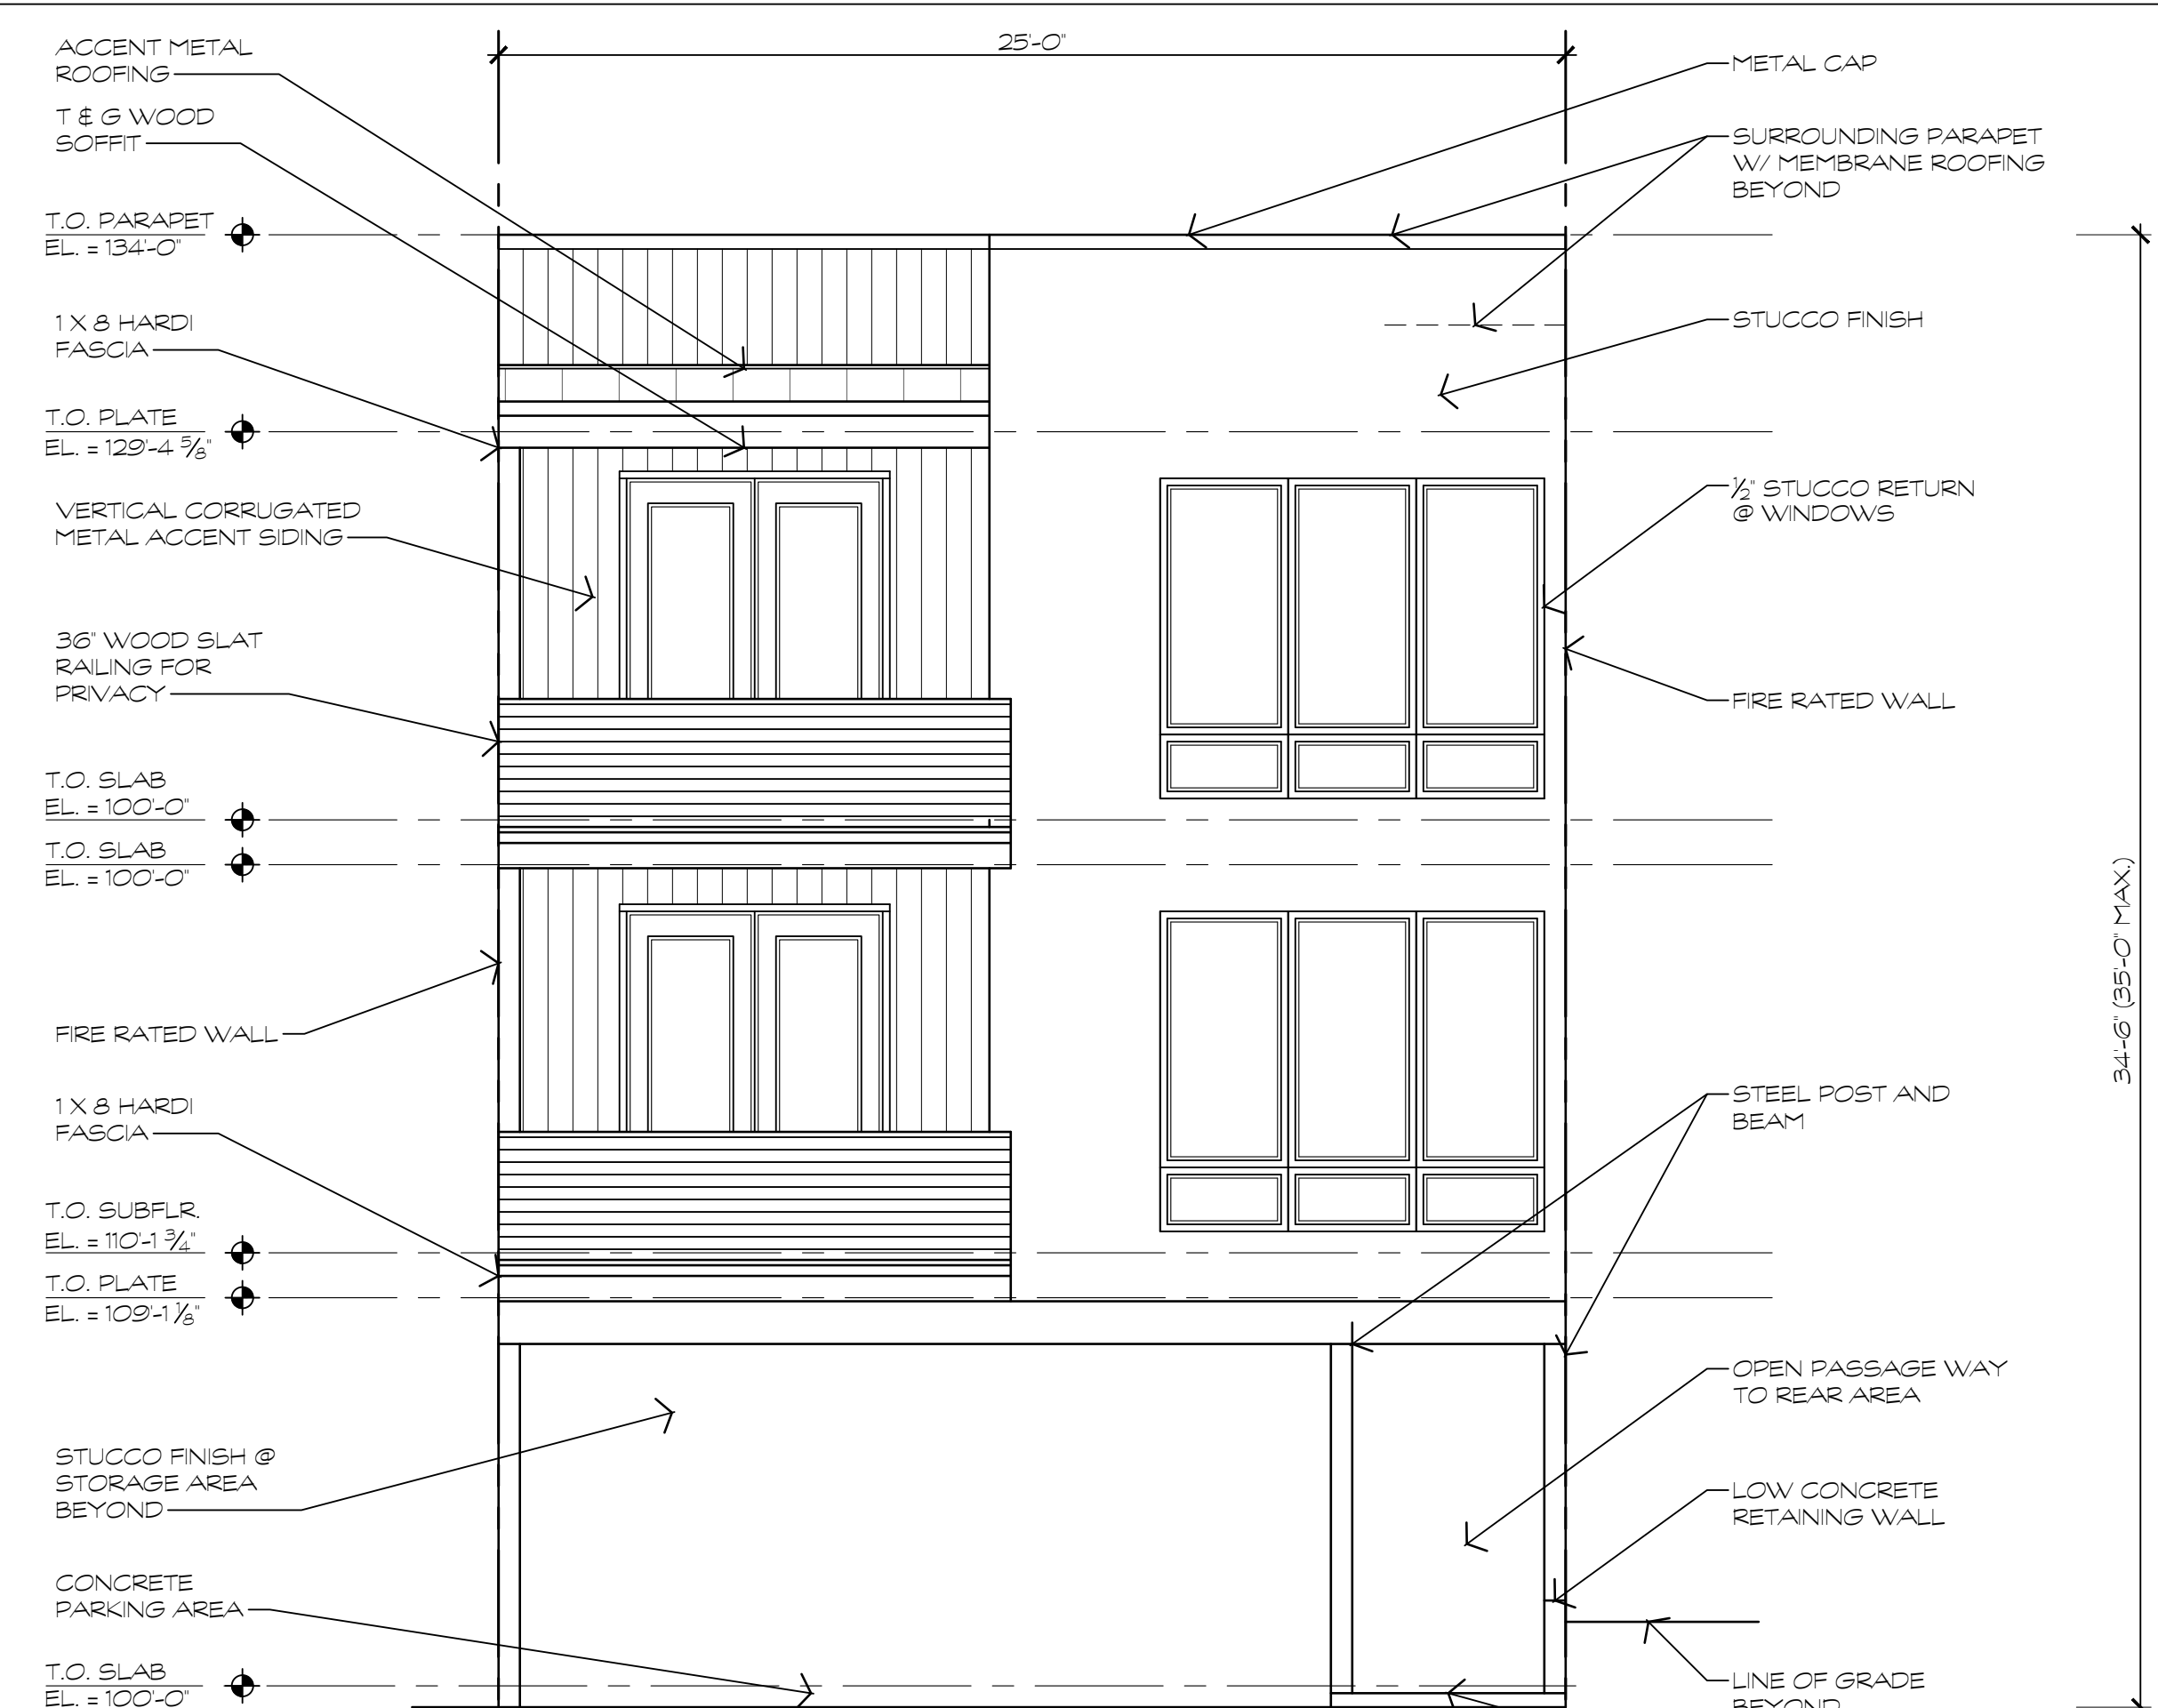 25'-0"
ACCENT METAL
ROOFING
T & G WOOD
SOFFIT
T.O. PARAPET
EL. = 134'-0"
1 X 8 HARDI
FASCIA
T.O. PLATE
EL. = 129'-4 5/8"
VERTICAL CORRUGATED
METAL ACCENT SIDING
36" WOOD SLAT
RAILING FOR
PRIVACY
T.O. SLAB
EL. = 100'-0"
T.O. SLAB
EL. = 100'-0"
FIRE RATED WALL
1 X 8 HARDI
FASCIA
T.O. SUBFLR.
EL. = 110'-1 3/4"
T.O. PLATE
EL. = 109'-1 1/8"
STUCCO FINISH @
STORAGE AREA
BEYOND
CONCRETE
PARKING AREA
T.O. SLAB
EL. = 100'-0"
METAL CAP
SURROUNDING PARAPET
W/ MEMBRANE ROOFING
BEYOND
STUCCO FINISH
1/2" STUCCO RETURN
@ WINDOWS
FIRE RATED WALL
STEEL POST AND
BEAM
OPEN PASSAGE WAY
TO REAR AREA
LOW CONCRETE
RETAINING WALL
LINE OF GRADE
BEYOND
34'-6" (35'-0" MAX.)